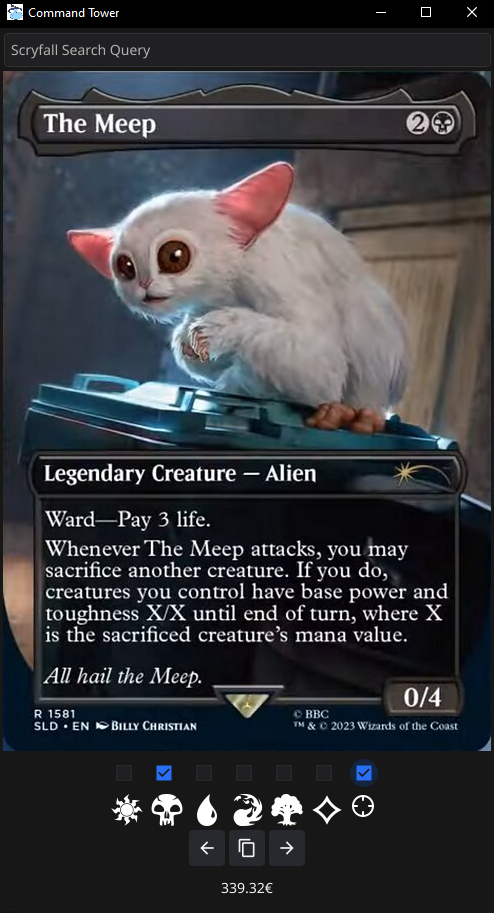 Command Tower
Scryfall Search Query
The Meep
2
Legendary Creature — Alien
Ward—Pay 3 life.
Whenever The Meep attacks, you may
sacrifice another creature. If you do,
creatures you control have base power and
toughness X/X until end of turn, where X
is the sacrificed creature's mana value.
All hail the Meep.
0/4
R 1581
SLD • EN BILLY CHRISTIAN
© BBC
™ & © 2023 Wizards of the Coast
339.32€